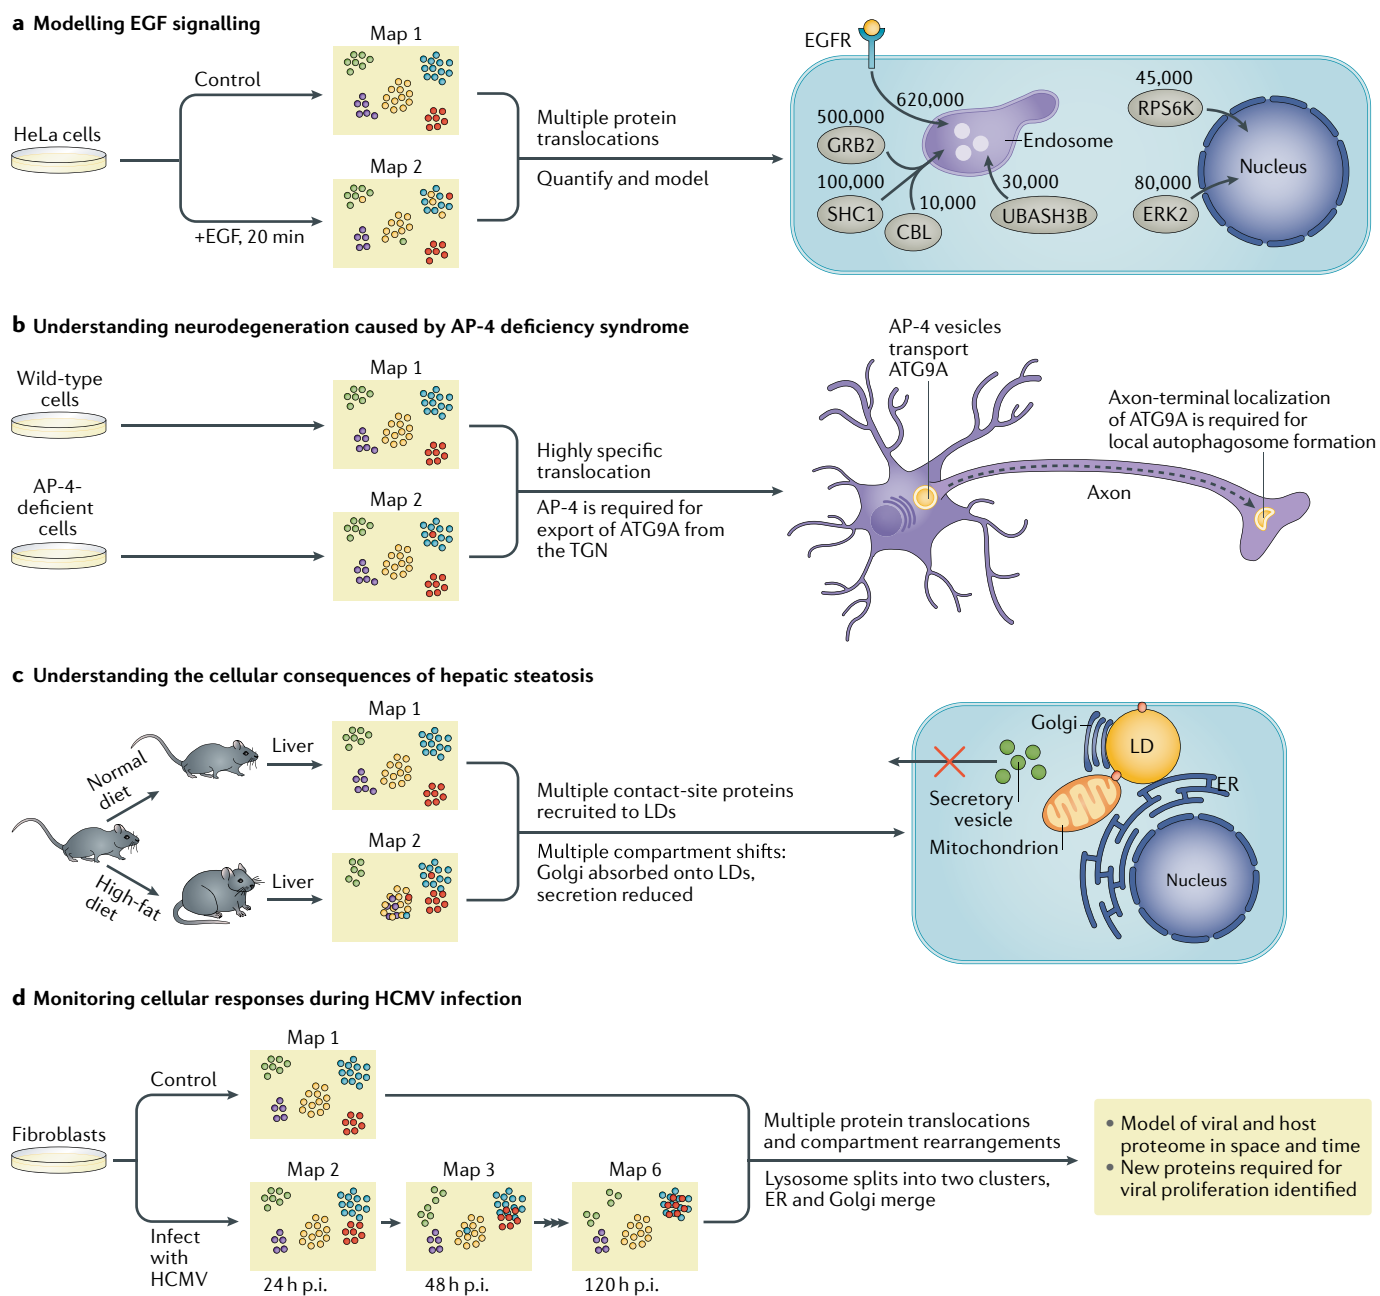 a Modelling EGF signalling
HeLa cells
Control
+EGF, 20 min
Map 1
Map 2
Multiple protein
translocations
Quantify and model
EGFR
620,000
500,000
GRB2
100,000
SHC1
10,000
CBL
Endosome
30,000
UBASH3B
45,000
RPS6K
80,000
ERK2
Nucleus
b Understanding neurodegeneration caused by AP-4 deficiency syndrome
Wild-type
cells
AP-4-
deficient
cells
Map 1
Map 2
Highly specific
translocation
AP-4 is required for
export of ATG9A from
the TGN
AP-4 vesicles
transport
ATG9A
Axon
Axon-terminal localization
of ATG9A is required for
local autophagosome formation
c Understanding the cellular consequences of hepatic steatosis
Normal
diet
High-fat
diet
Liver
Liver
Map 1
Map 2
Multiple contact-site proteins
recruited to LDs
Multiple compartment shifts:
Golgi absorbed onto LDs,
secretion reduced
Golgi
LD
ER
Secretory
vesicle
Mitochondrion
Nucleus
d Monitoring cellular responses during HCMV infection
Fibroblasts
Control
Infect
with
HCMV
Map 1
Map 2
24 h p.i.
Map 3
48 h p.i.
Map 6
120 h p.i.
Multiple protein translocations
and compartment rearrangements
Lysosome splits into two clusters,
ER and Golgi merge
• Model of viral and host
proteome in space and time
• New proteins required for
viral proliferation identified